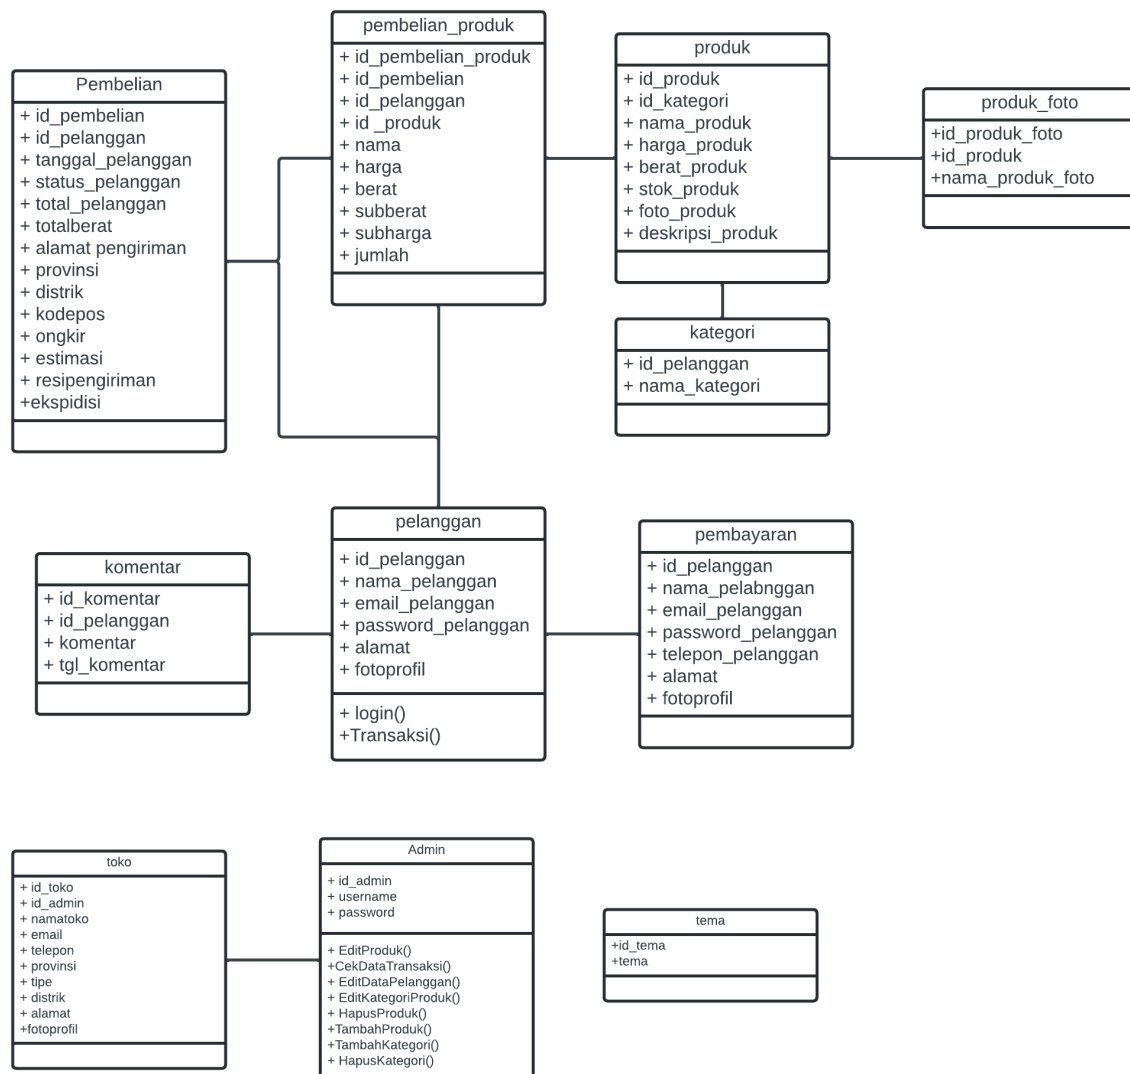 Pembelian
+ id_pembelian
+ id_pelanggan
+ tanggal_pelanggan
+ status_pelanggan
+ total_pelanggan
+ totalberat
+ alamat pengiriman
+ provinsi
+ distrik
+ kodepos
+ ongkir
+ estimasi
+ resipengiriman
+ekspidisi
pembelian_produk
+ id_pembelian_produk
+ id_pembelian
+ id_pelanggan
+ id _produk
+ nama
+ harga
+ berat
+ subberat
+ subharga
+ jumlah
produk
+ id_produk
+ id_kategori
+ nama_produk
+ harga_produk
+ berat_produk
+ stok_produk
+ foto_produk
+ deskripsi_produk
produk_foto
+id_produk_foto
+id_produk
+nama_produk_foto
kategori
+ id_pelanggan
+ nama_kategori
komentar
+ id_komentar
+ id_pelanggan
+ komentar
+ tgl_komentar
pelanggan
+ id_pelanggan
+ nama_pelanggan
+ email_pelanggan
+ password_pelanggan
+ alamat
+ fotoprofil
+ login()
+Transaksi()
pembayaran
+ id_pelanggan
+ nama_pelabnggan
+ email_pelanggan
+ password_pelanggan
+ telepon_pelanggan
+ alamat
+ fotoprofil
toko
+ id_toko
+ id_admin
+ namatoko
+ email
+ telepon
+ provinsi
+ tipe
+ distrik
+ alamat
+fotoprofil
Admin
+ id_admin
+ username
+ password
+ EditProduk()
+CekDataTransaksi()
+ EditDataPelanggan()
+ EditKategoriProduk()
+ HapusProduk()
+TambahProduk()
+TambahKategori()
+ HapusKategori()
tema
+id_tema
+tema